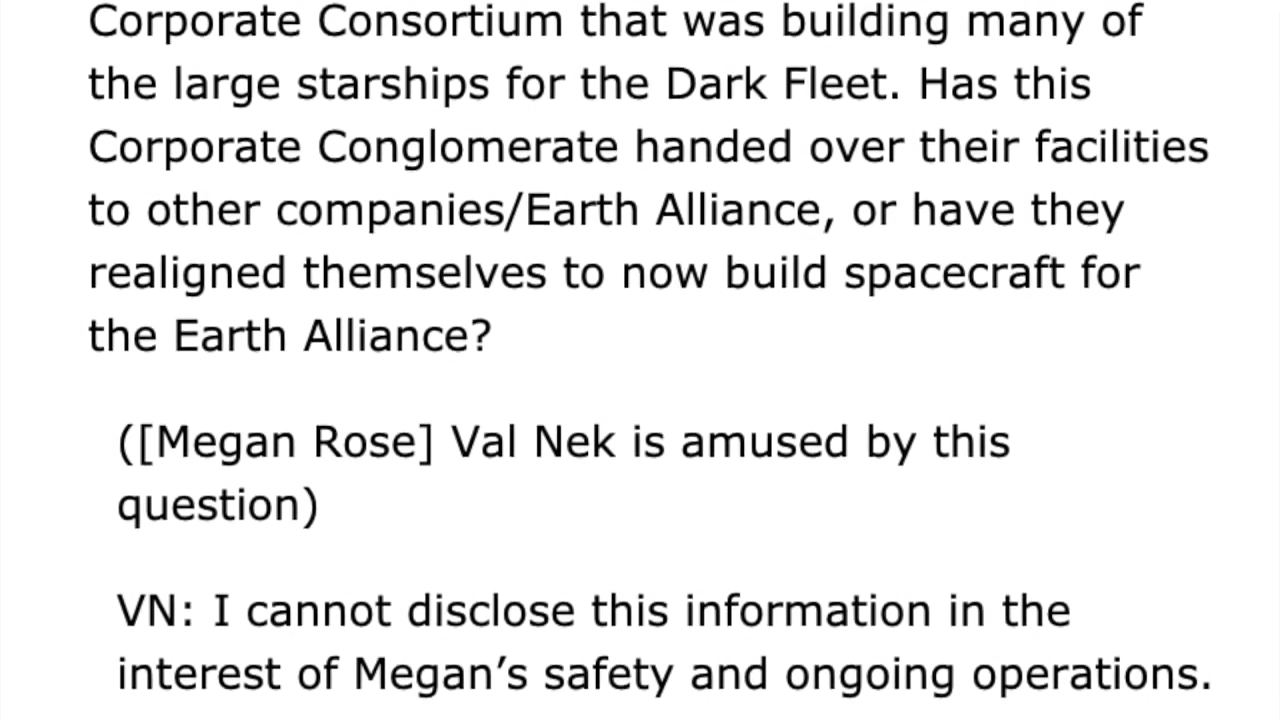 Corporate Consortium that was building many of
the large starships for the Dark Fleet. Has this
Corporate Conglomerate handed over their facilities
to other companies/Earth Alliance, or have they
realigned themselves to now build spacecraft for
the Earth Alliance?
([Megan Rose] Val Nek is amused by this
question)
VN: I cannot disclose this information in the
interest of Megan’s safety and ongoing operations.